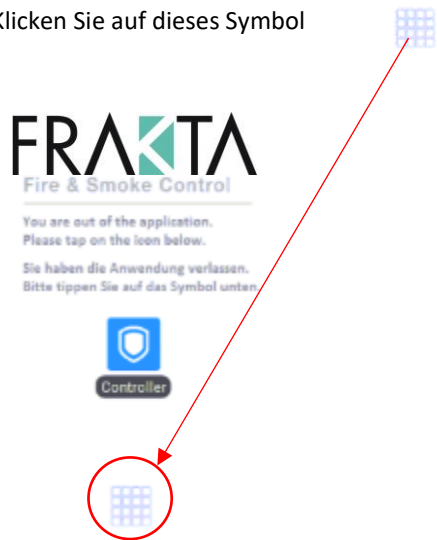 Klicken Sie auf dieses Symbol
FRAKTA
Fire & Smoke Control
You are out of the application.
Please tap on the icon below.
Sie haben die Anwendung verlassen.
Bitte tippen Sie auf das Symbol unten.
Controller